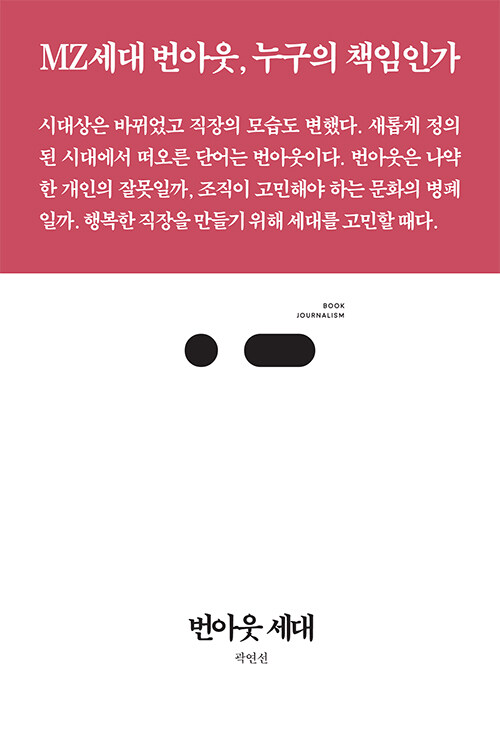 MZ세대 번아웃, 누구의 책임인가
시대상은 바뀌었고 직장의 모습도 변했다. 새롭게 정의
된 시대에서 떠오른 단어는 번아웃이다. 번아웃은 나약
한 개인의 잘못일까, 조직이 고민해야 하는 문화의 병폐
일까. 행복한 직장을 만들기 위해 세대를 고민할 때다.
BOOK
JOURNALISM
번아웃 세대
곽연선